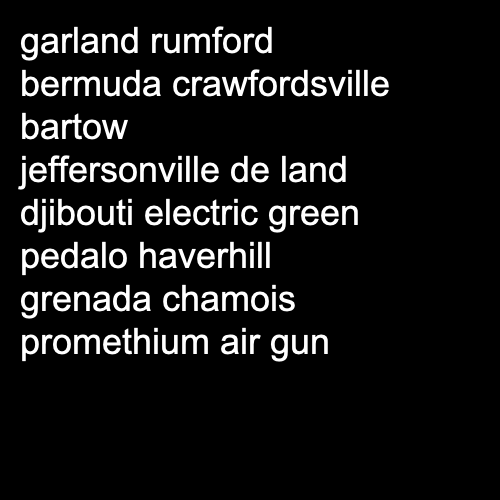 garland rumford
bermuda crawfordsville
bartow
jeffersonville de land
djibouti electric green
pedalo haverhill
grenada chamois
promethium air gun